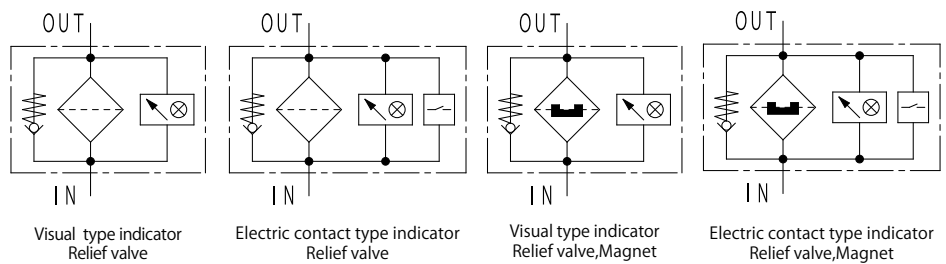 OUT
IN
Visual type indicator
Relief valve
OUT
IN
Electric contact type indicator
Relief valve
OUT
IN
Visual type indicator
Relief valve,Magnet
OUT
IN
Electric contact type indicator
Relief valve,Magnet